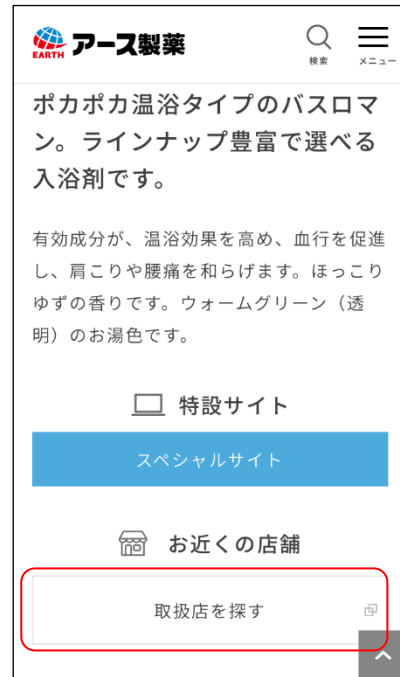 EARTH アース製薬
検索 メニュー
ポカポカ温浴タイプのバスロマ
ン。ラインナップ豊富で選べる
入浴剤です。
有効成分が、温浴効果を高め、血行を促進
し、肩こりや腰痛を和らげます。ほっこり
ゆずの香りです。ウォームグリーン（透
明）のお湯色です。
特設サイト
スペシャルサイト
お近くの店舗
取扱店を探す